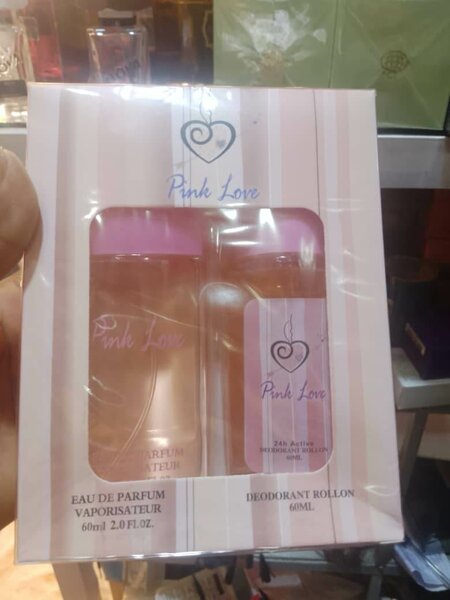 Pink Love
Pink Love
PARFUM
Pink Love
24h Active
DEODORANT ROLLON
60ML
EAU DE PARFUM
VAPORISATEUR
60ml 2.0 FL.OZ.
DEODORANT ROLLON
60ML